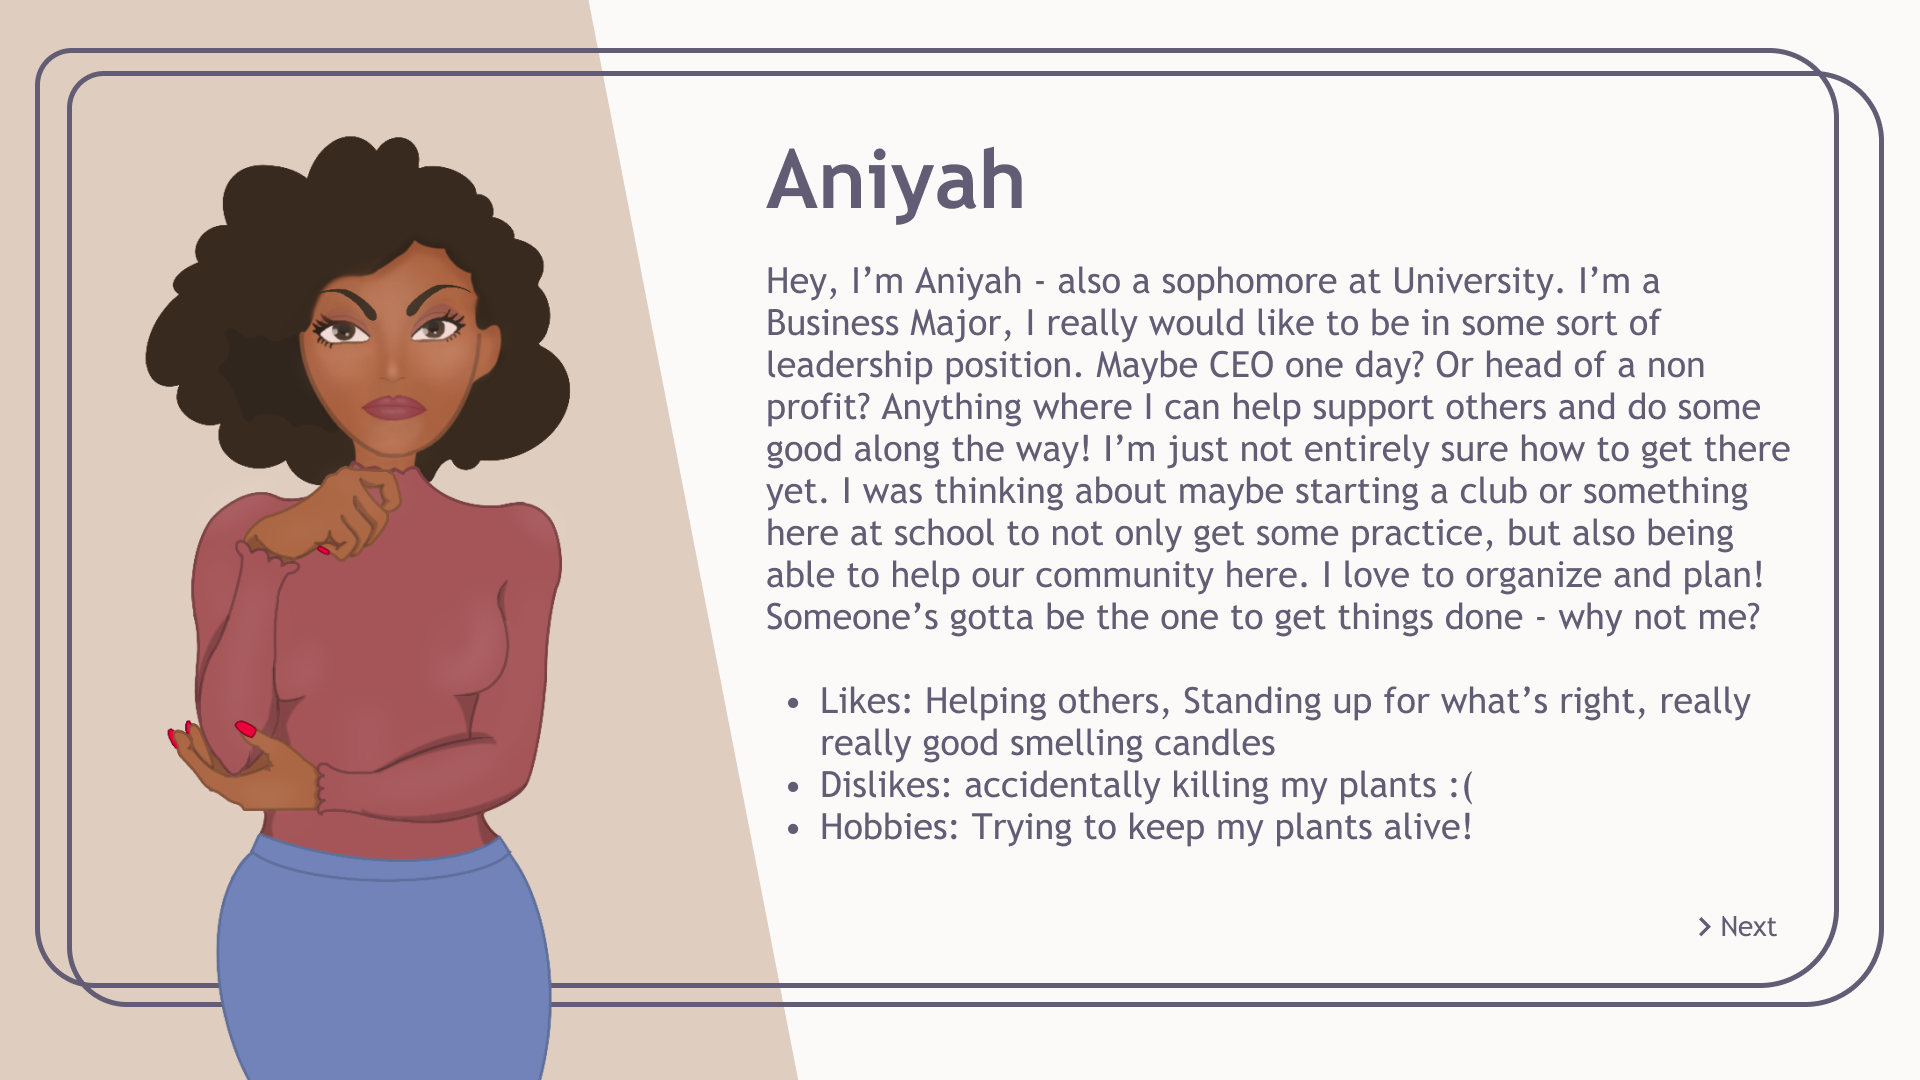 Aniyah
Hey, I’m Aniyah - also a sophomore at University. I’m a
Business Major, I really would like to be in some sort of
leadership position. Maybe CEO one day? Or head of a non
profit? Anything where I can help support others and do some
good along the way! I’m just not entirely sure how to get there
yet. I was thinking about maybe starting a club or something
here at school to not only get some practice, but also being
able to help our community here. I love to organize and plan!
Someone’s gotta be the one to get things done - why not me?
• Likes: Helping others, Standing up for what’s right, really
really good smelling candles
• Dislikes: accidentally killing my plants :(
• Hobbies: Trying to keep my plants alive!
Next